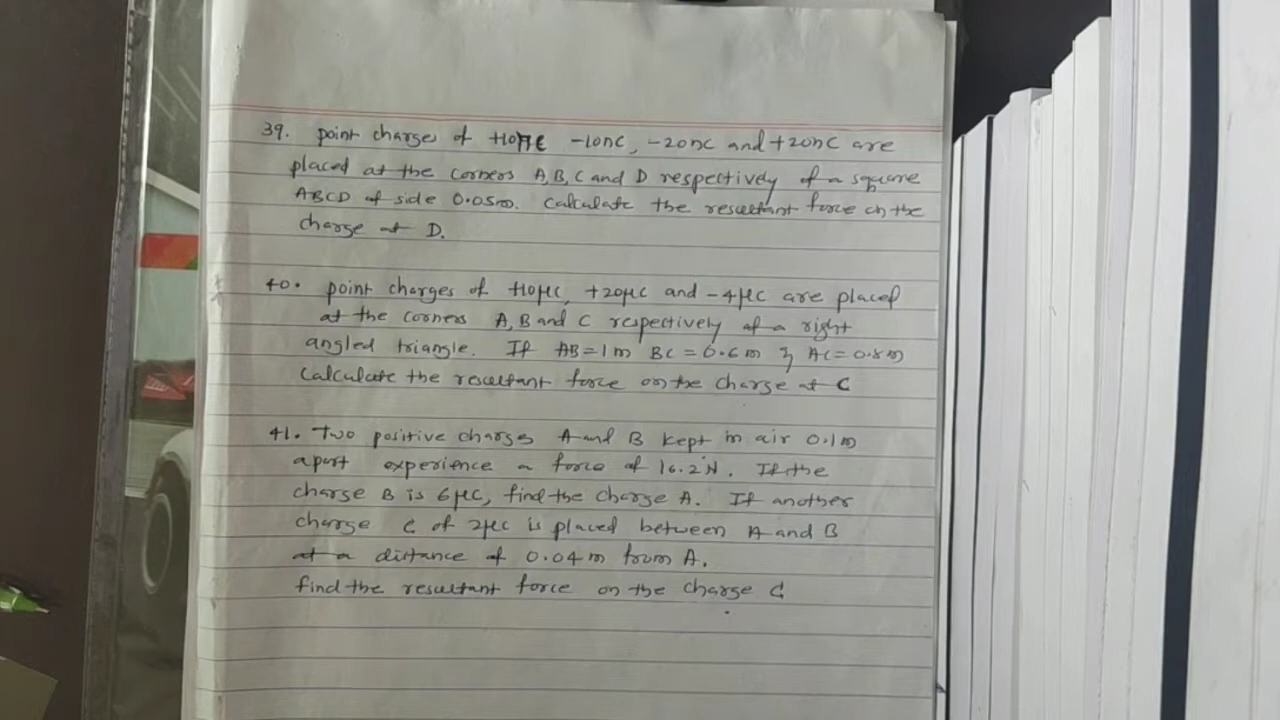 39. point charges of +10nC -10nC, -20nC and +20nC are
placed at the corners A,B,C and D respectively of a square
ABCD of side 0.05m. Calculate the resultant force on the
charge at D.
40. point charges of +10μC, +20μC and -4μC are placed
at the corners A,B and C respectively of a right
angled triangle. If AB=1m BC=0.6m & AC=0.8m
Calculate the resultant force on the charge at C
41. Two positive charges A and B kept in air 0.1m
apart experience a force of 16.2N. If the
charge B is 6μC, find the charge A. If another
charge C of 2μC is placed between A and B
at a distance of 0.04m from A.
find the resultant force on the charge C